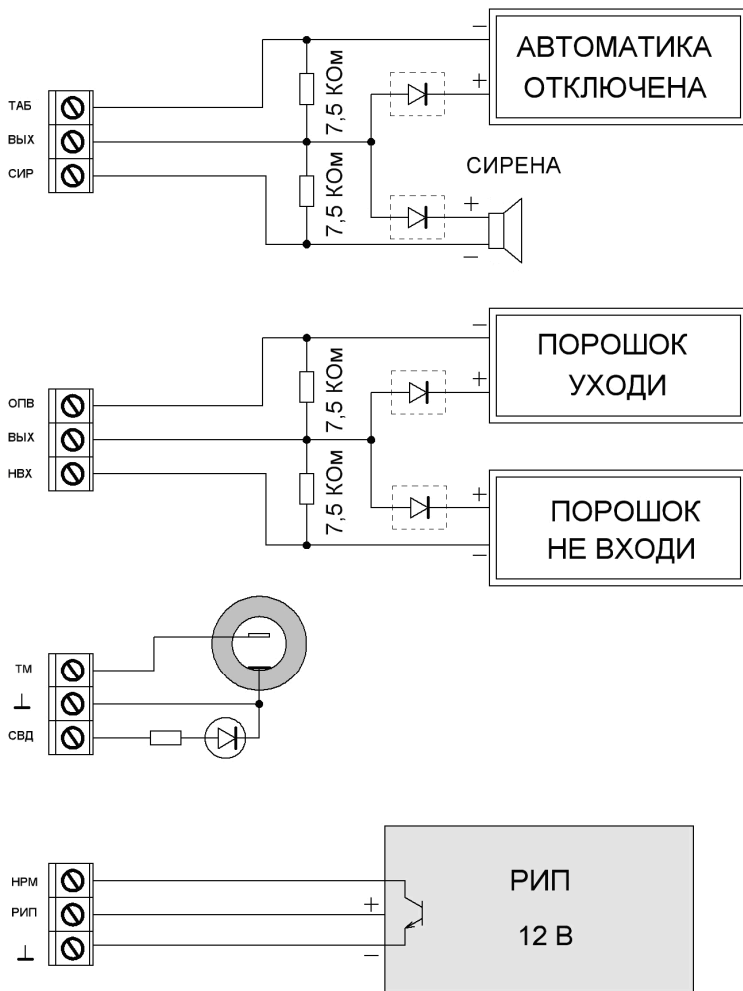 АВТОМАТИКА
ОТКЛЮЧЕНА
−
+
ТАБ
ВЫХ
СИР
7,5 КОм
7,5 КОм
СИРЕНА
+
−
ПОРОШОК
УХОДИ
−
+
ОПВ
ВЫХ
НВХ
7,5 КОм
7,5 КОм
ПОРОШОК
НЕ ВХОДИ
+
−
ТМ
⊥
СВД
НРМ
РИП
⊥
+
−
РИП
12 В